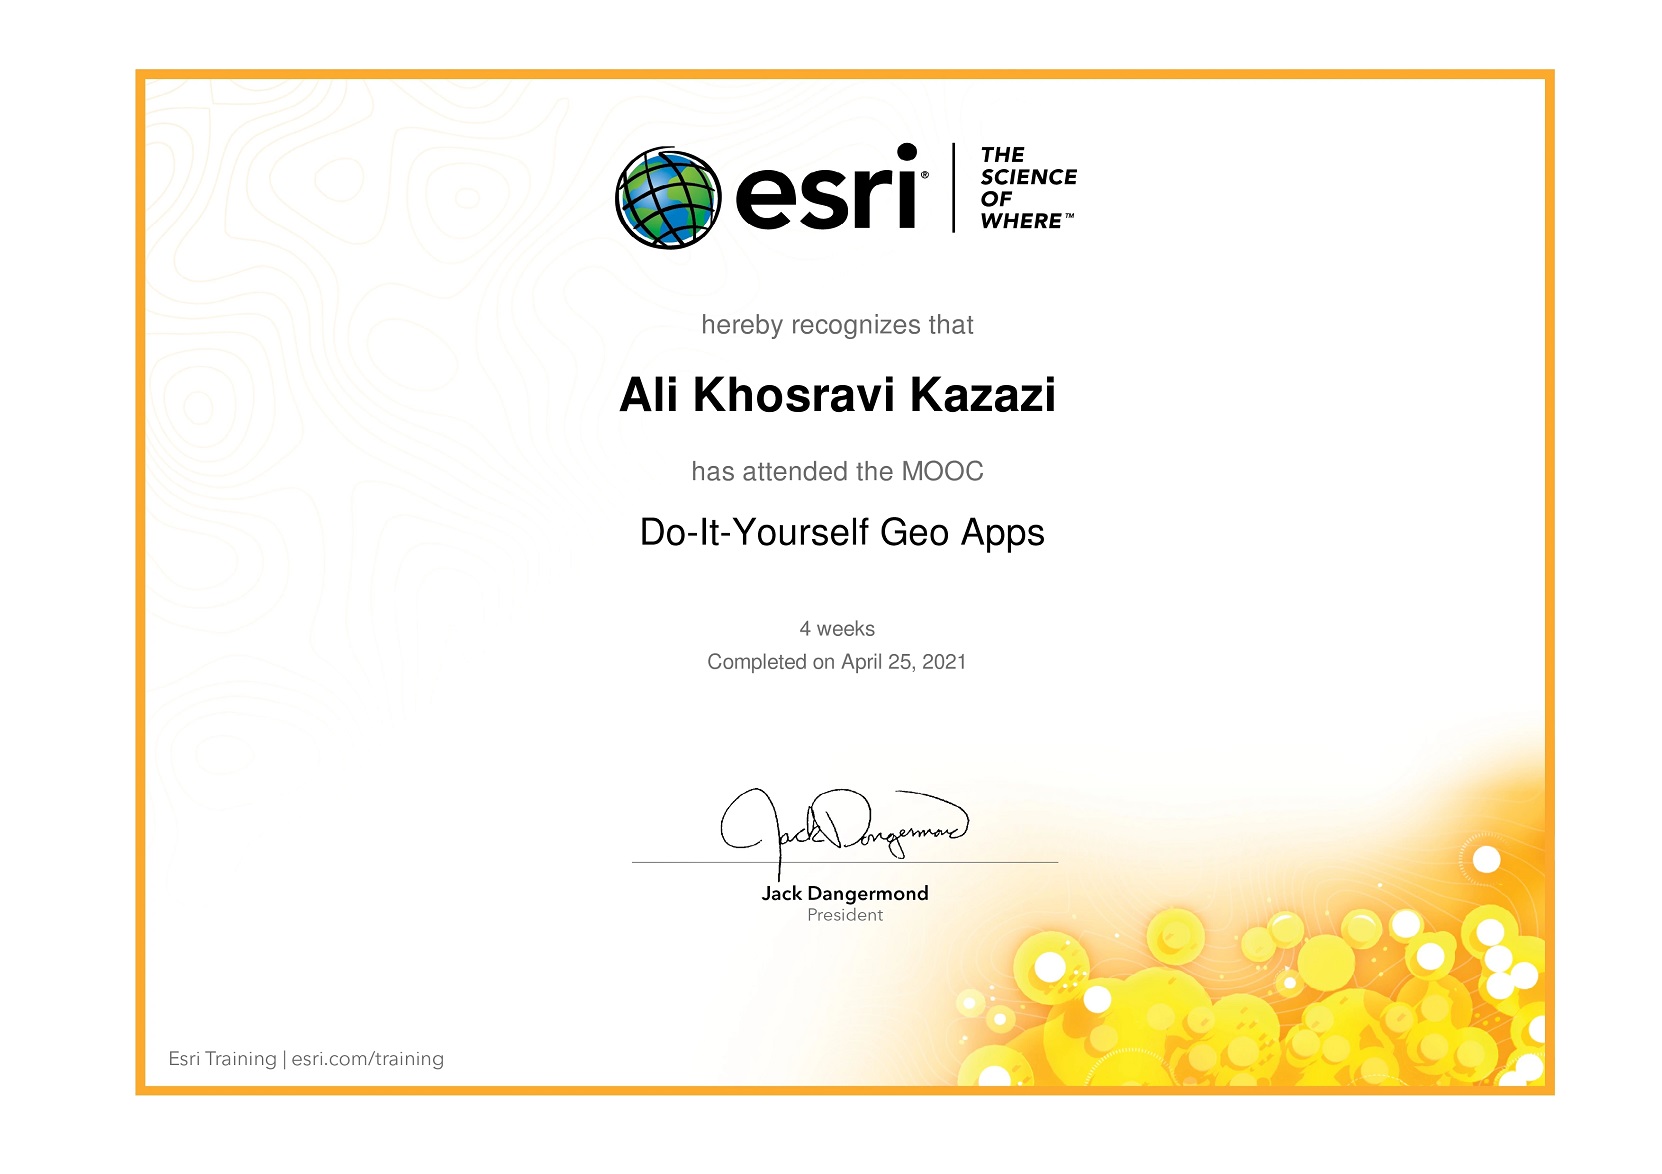 esri®
THE
SCIENCE
OF
WHERE™
hereby recognizes that
Ali Khosravi Kazazi
has attended the MOOC
Do-It-Yourself Geo Apps
4 weeks
Completed on April 25, 2021
Jack Dangermond
Jack Dangermond
President
Esri Training | esri.com/training